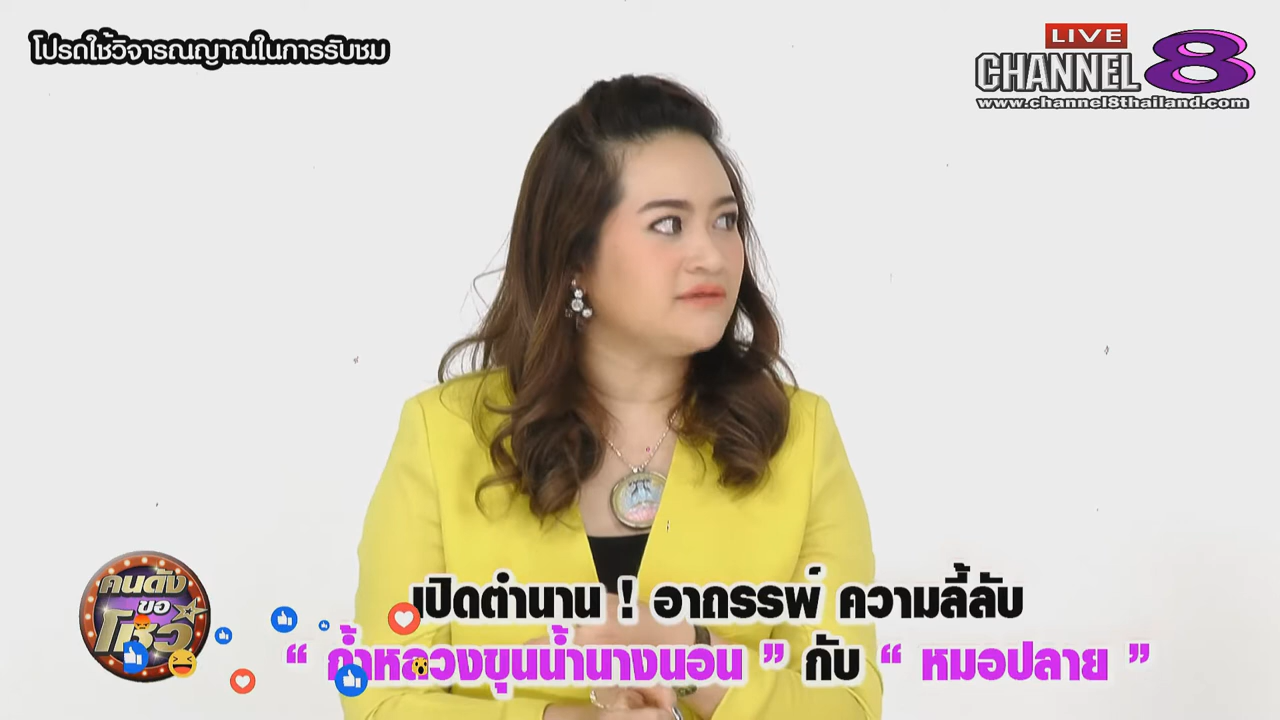 โปรดใช้วิจารณญาณในการรับชม
LIVE
CHANNEL 8
www.channel8thailand.com
คนดัง
ขอ
โชว์
เปิดตำนาน ! อาถรรพ์ ความลี้ลับ
“ ถ้ำหลวงขุนน้ำนางนอน ” กับ “ หมอปลาย ”